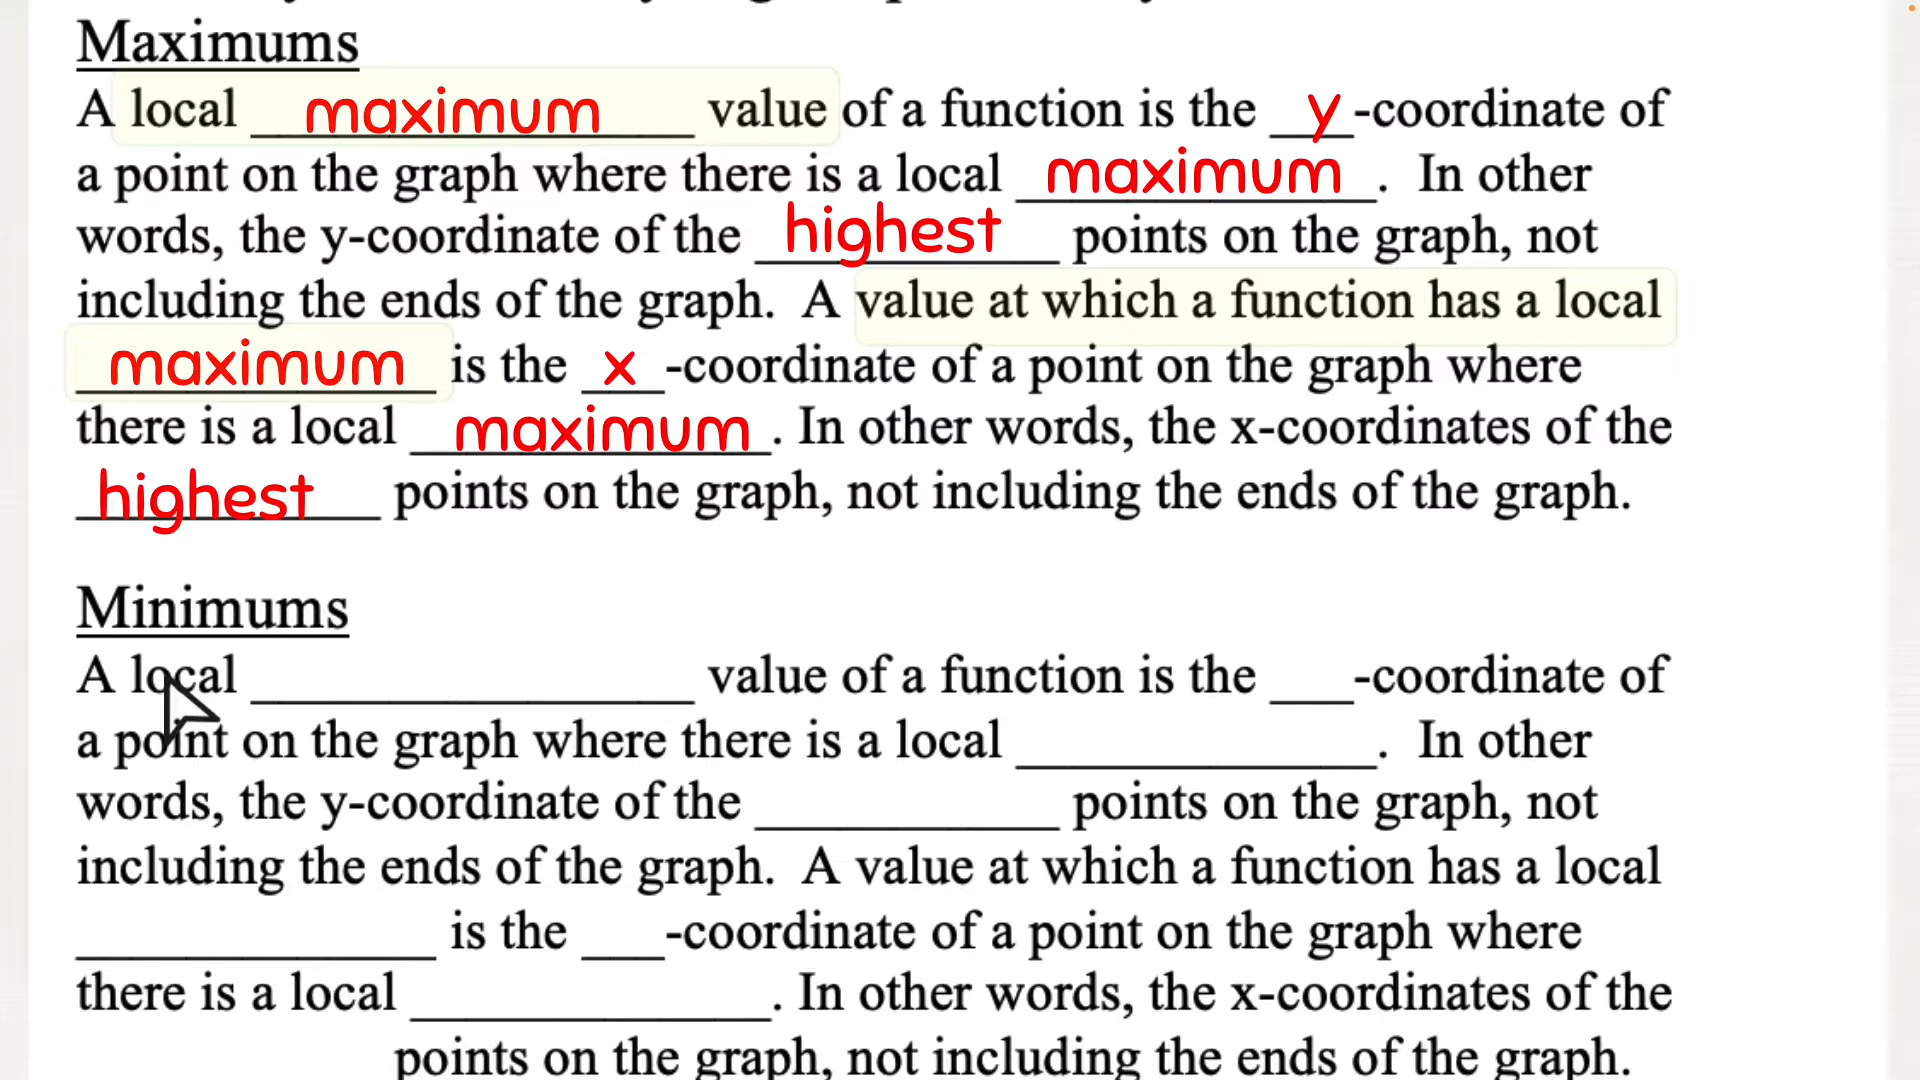 Maximums
A local maximum value of a function is the y-coordinate of
a point on the graph where there is a local maximum. In other
words, the y-coordinate of the highest points on the graph, not
including the ends of the graph. A value at which a function has a local
maximum is the x-coordinate of a point on the graph where
there is a local maximum. In other words, the x-coordinates of the
highest points on the graph, not including the ends of the graph.
Minimums
A local ________ value of a function is the ___-coordinate of
a point on the graph where there is a local ________. In other
words, the y-coordinate of the ________ points on the graph, not
including the ends of the graph. A value at which a function has a local
________ is the ___-coordinate of a point on the graph where
there is a local ________. In other words, the x-coordinates of the
points on the graph, not including the ends of the graph.